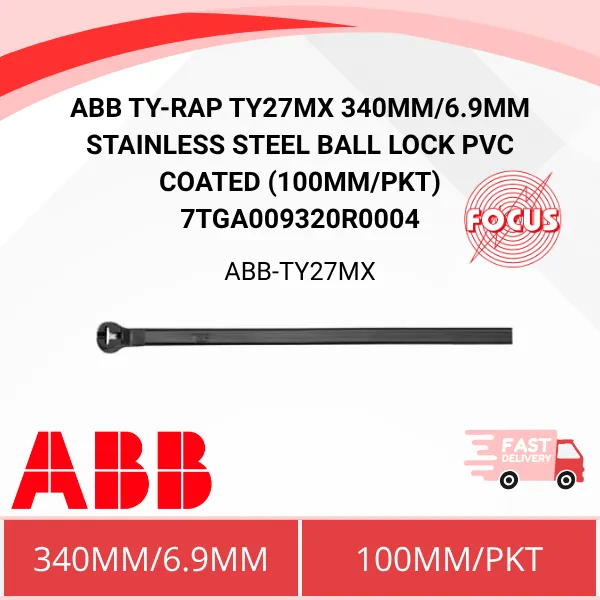 ABB TY-RAP TY27MX 340MM/6.9MM
STAINLESS STEEL BALL LOCK PVC
COATED (100MM/PKT)
7TGA009320R0004
FOCUS
ABB-TY27MX
ABB
FAST
DELIVERY
340MM/6.9MM
100MM/PKT